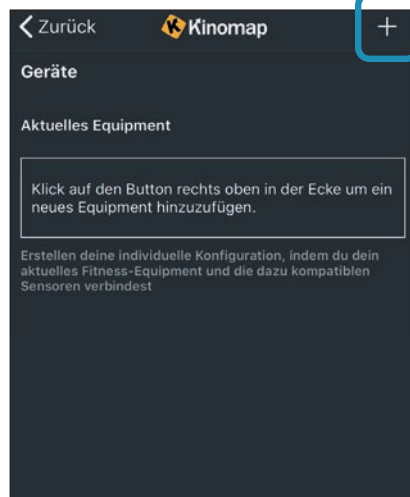 Zurück
Kinomap
+
Geräte
Aktuelles Equipment
Klick auf den Button rechts oben in der Ecke um ein
neues Equipment hinzuzufügen.
Erstellen deine individuelle Konfiguration, indem du dein
aktuelles Fitness-Equipment und die dazu kompatiblen
Sensoren verbindest